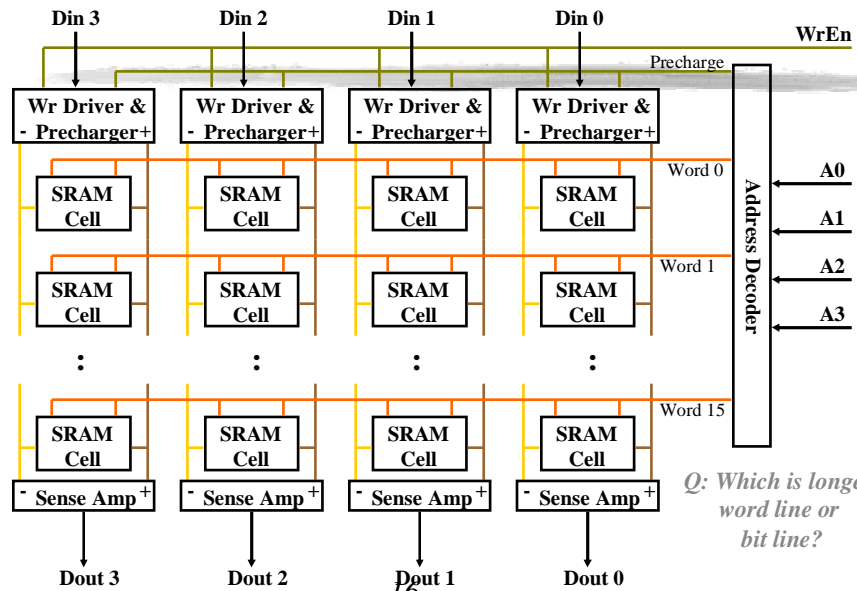 Din 3 Din 2 Din 1 Din 0
WrEn
Precharge
Wr Driver & Wr Driver & Wr Driver & Wr Driver &
- Precharger+ - Precharger+ - Precharger+ - Precharger+
Word 0
SRAM SRAM SRAM SRAM
Cell Cell Cell Cell
A0
A1
Address Decoder
Word 1
SRAM SRAM SRAM SRAM
Cell Cell Cell Cell
A2
A3
: : : :
Word 15
SRAM SRAM SRAM SRAM
Cell Cell Cell Cell
- Sense Amp + - Sense Amp + - Sense Amp + - Sense Amp +
Q: Which is longe
word line or
bit line?
Dout 3 Dout 2 Dout 1 Dout 0
16